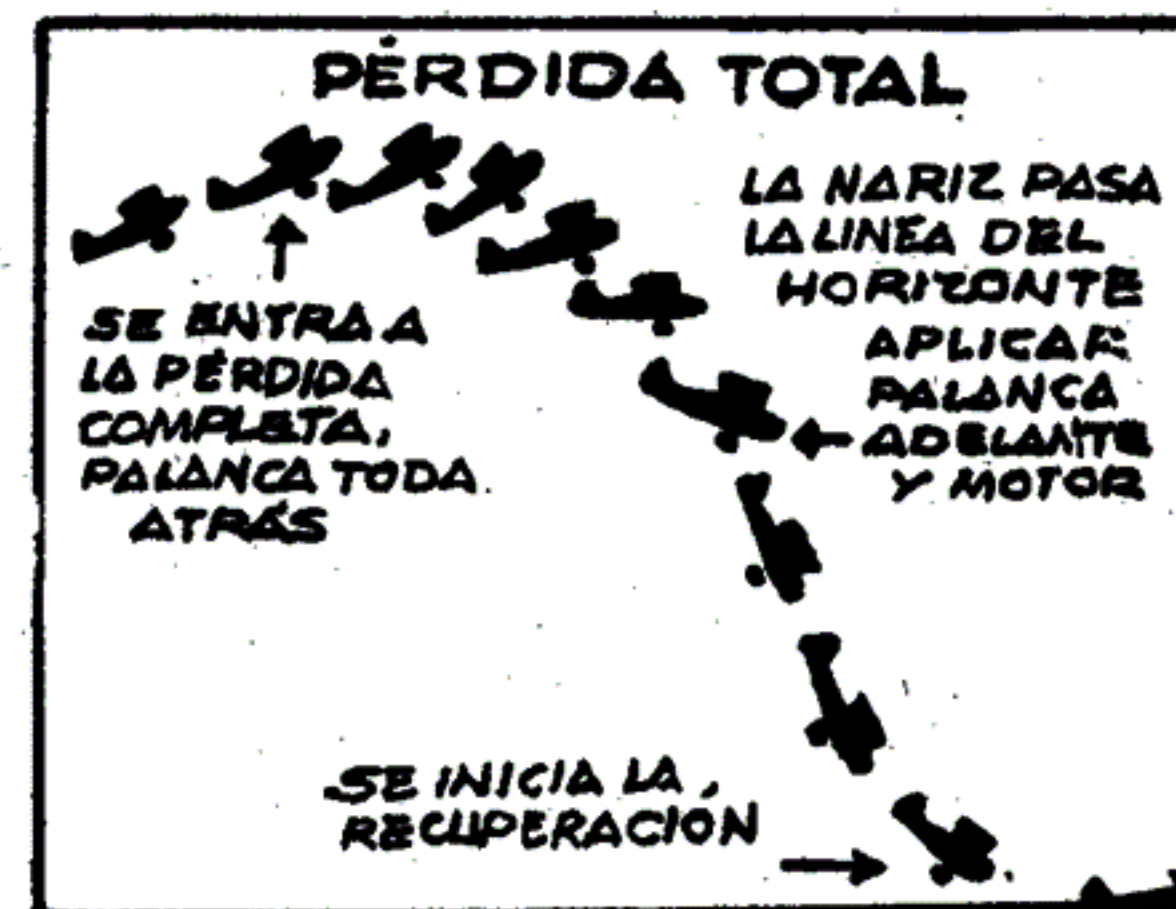 PÉRDIDA TOTAL
SE ENTRA A
LA PÉRDIDA
COMPLETA,
PALANCA TODA
ATRÁS
LA NARIZ PASA
LA LINEA DEL
HORIZONTE
APLICAR
PALANCA
ADELANTE
Y MOTOR
SE INICIA LA
RECUPERACIÓN